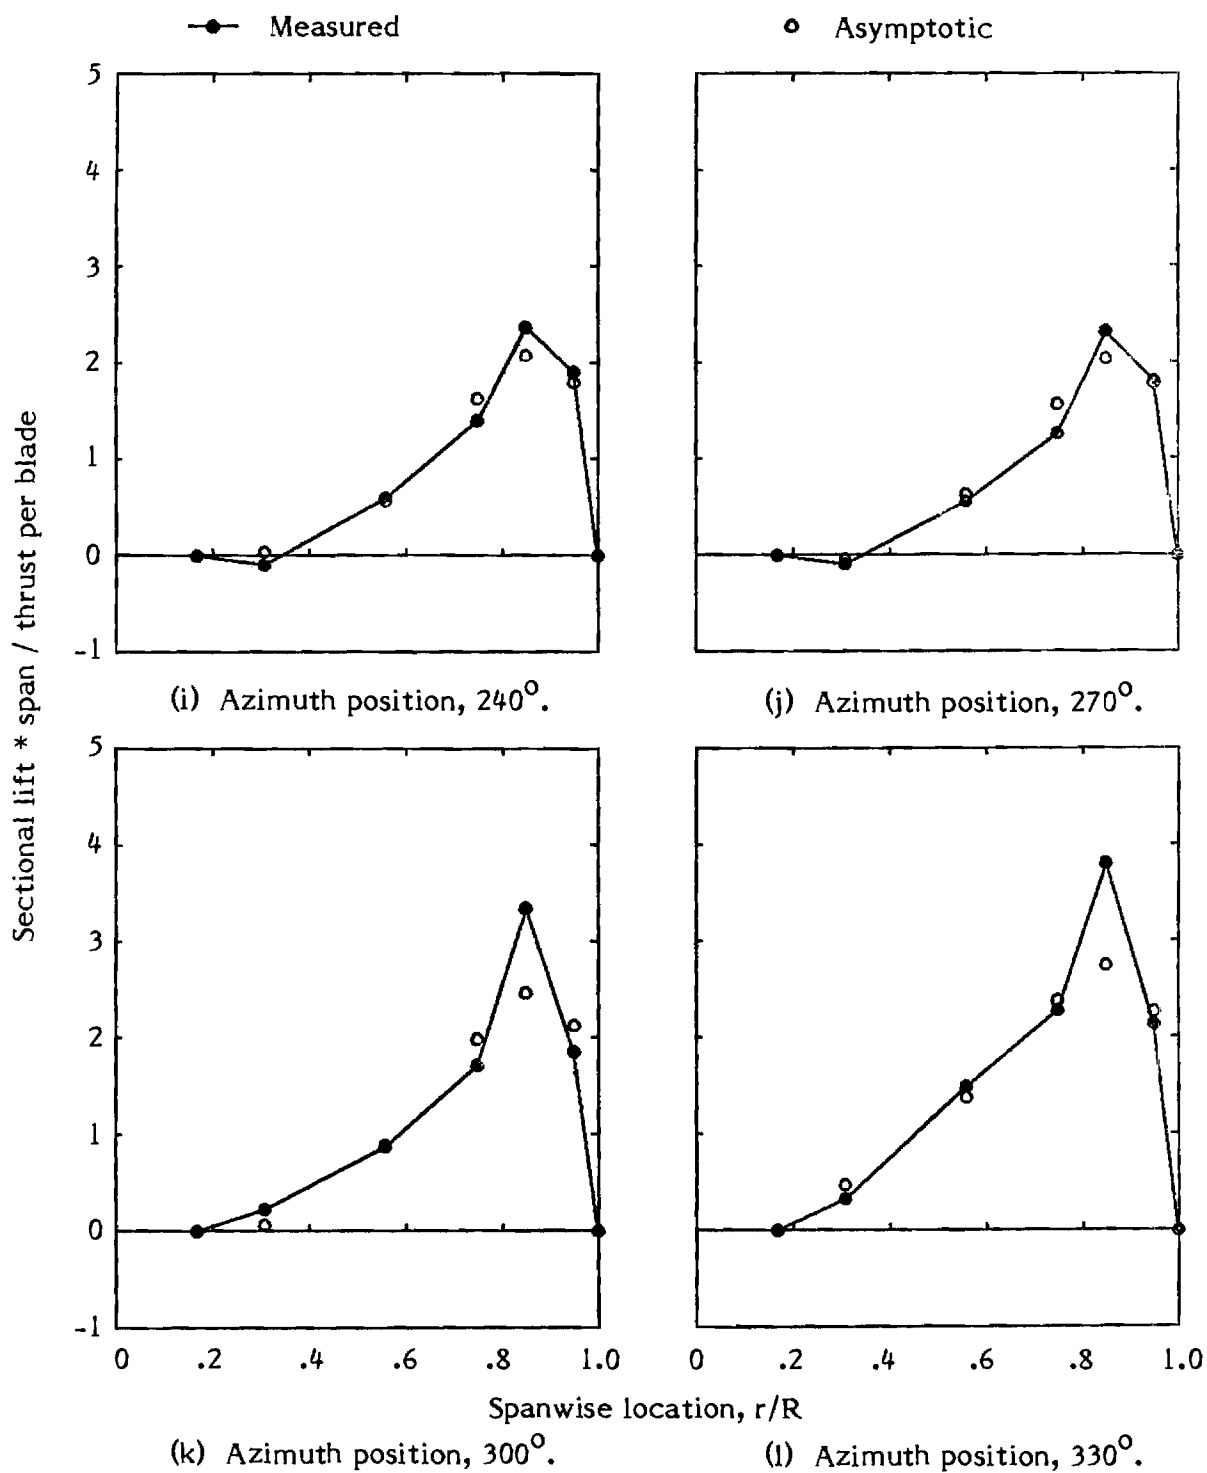 Measured
Asymptotic
Sectional lift * span / thrust per blade
5
4
3
2
1
0
-1
(i) Azimuth position, 240°.
(j) Azimuth position, 270°.
5
4
3
2
1
0
-1
0 .2 .4 .6 .8 1.0
0 .2 .4 .6 .8 1.0
Spanwise location, r/R
(k) Azimuth position, 300°.
(l) Azimuth position, 330°.